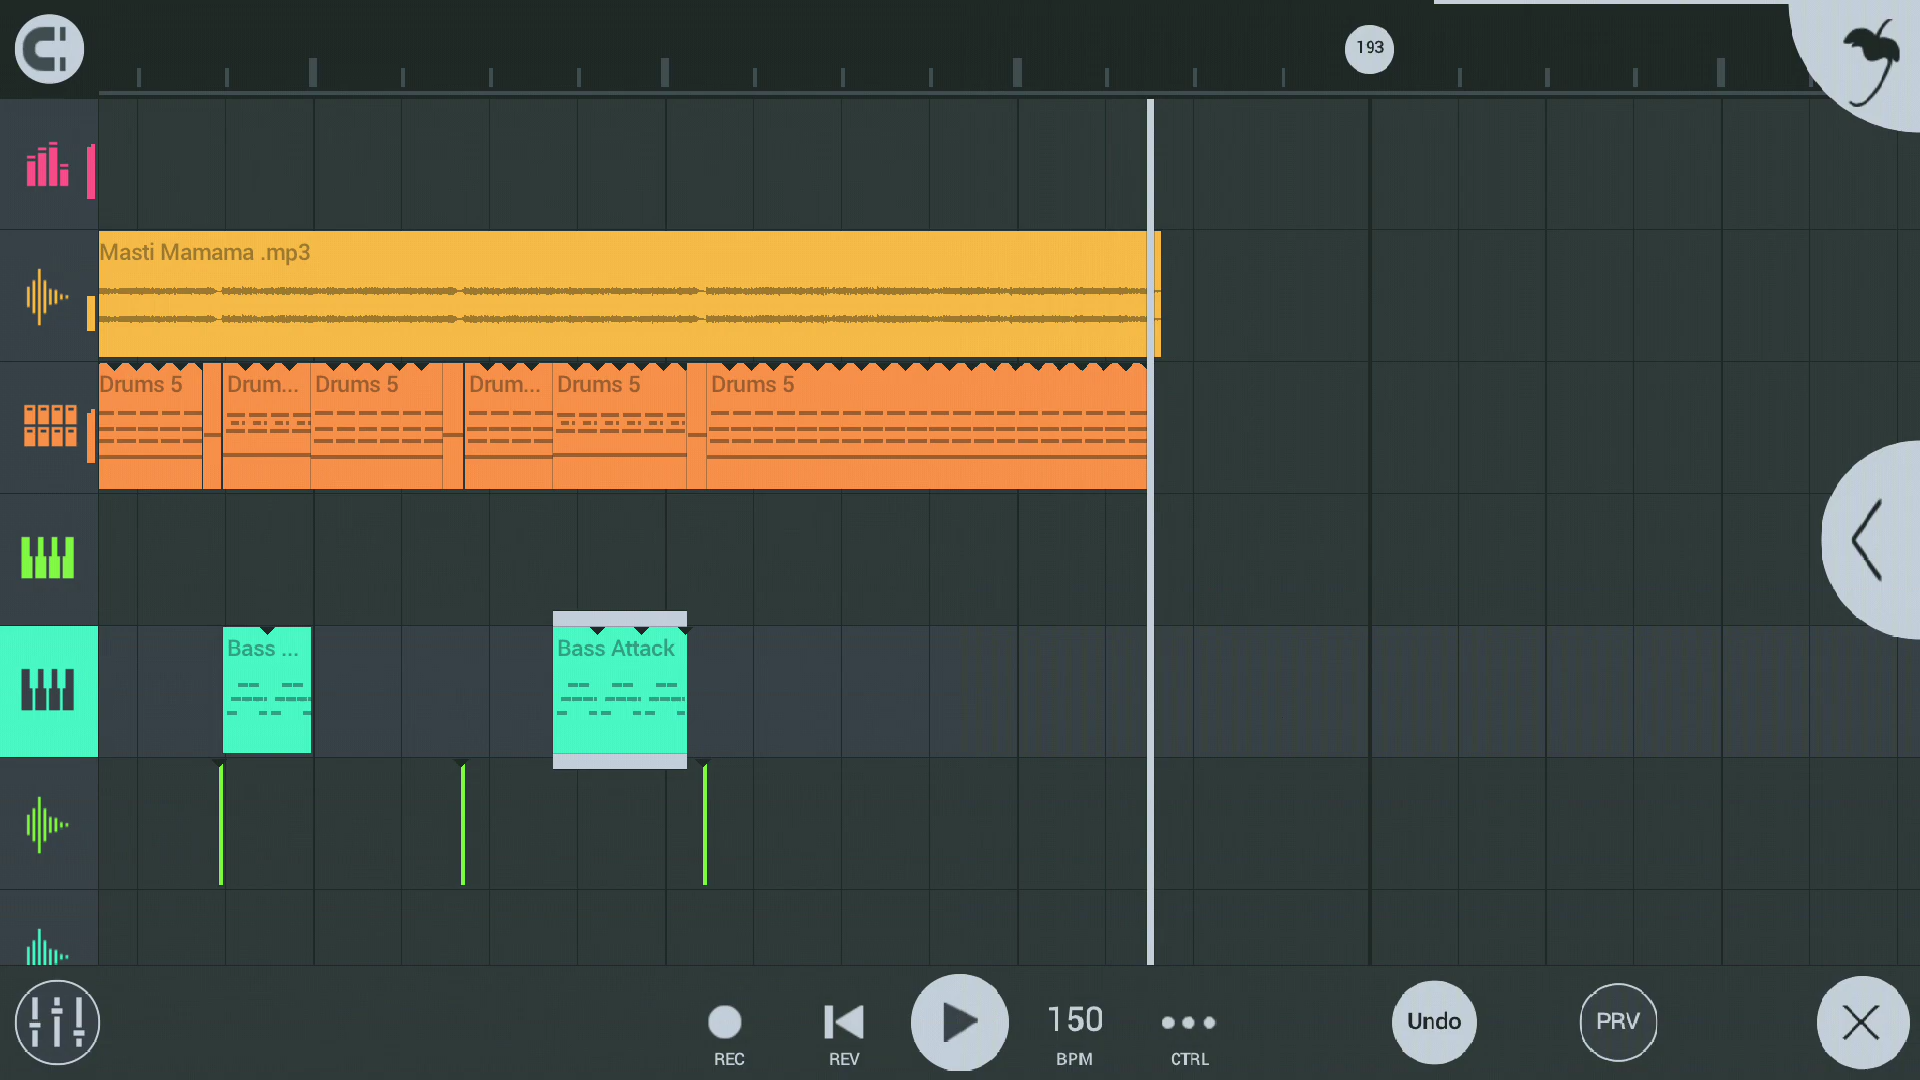 193
Masti Mamama .mp3
Drums 5
Drum...
Drums 5
Drum...
Drums 5
Drums 5
Bass ...
Bass Attack
150
Undo
PRV
REC
REV
BPM
CTRL